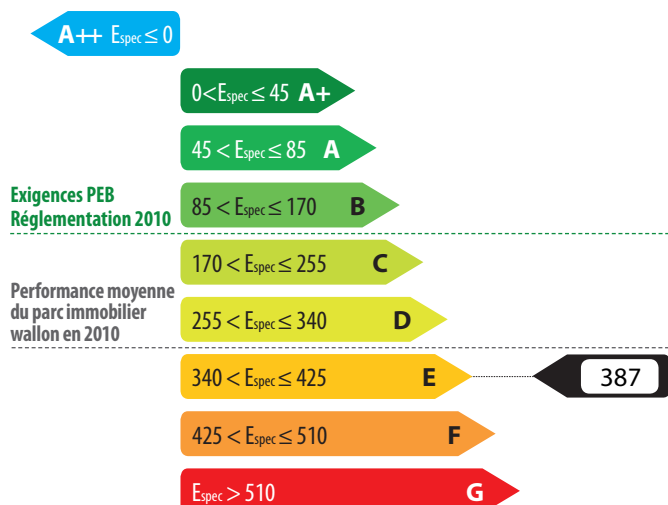 A++ Espec ≤ 0
0<Espec ≤ 45 A+
45 < Espec ≤ 85 A
Exigences PEB
Réglementation 2010
85 < Espec ≤ 170 B
170 < Espec ≤ 255 C
Performance moyenne
du parc immobilier
wallon en 2010
255 < Espec ≤ 340 D
340 < Espec ≤ 425 E
387
425 < Espec ≤ 510 F
Espec > 510 G